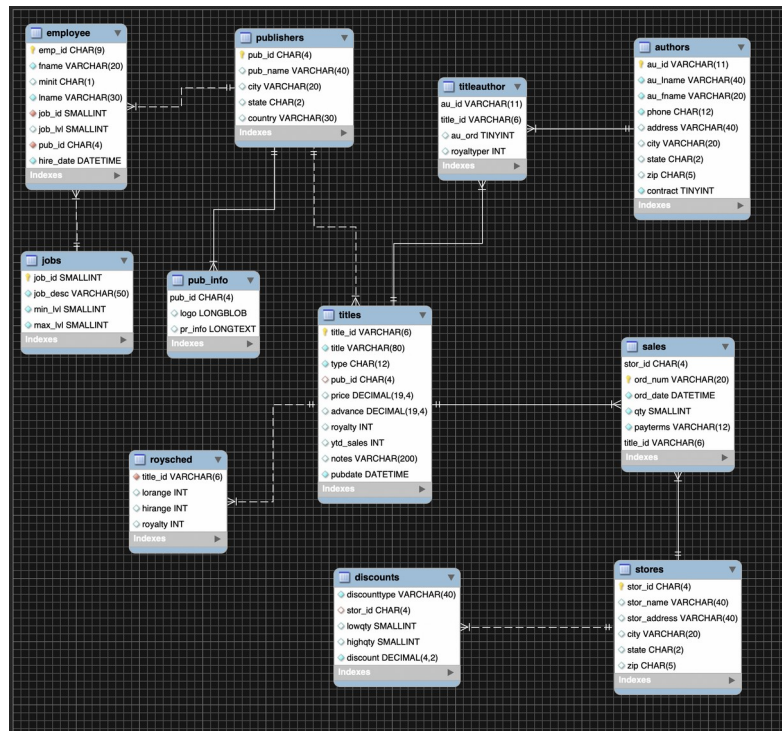 employee
emp_id CHAR(9)
fname VARCHAR(20)
minit CHAR(1)
lname VARCHAR(30)
job_id SMALLINT
job_lvl SMALLINT
pub_id CHAR(4)
hire_date DATETIME
Indexes
publishers
pub_id CHAR(4)
pub_name VARCHAR(40)
city VARCHAR(20)
state CHAR(2)
country VARCHAR(30)
Indexes
titleauthor
au_id VARCHAR(11)
title_id VARCHAR(6)
au_ord TINYINT
royaltyper INT
Indexes
authors
au_id VARCHAR(11)
au_lname VARCHAR(40)
au_fname VARCHAR(20)
phone CHAR(12)
address VARCHAR(40)
city VARCHAR(20)
state CHAR(2)
zip CHAR(5)
contract TINYINT
Indexes
jobs
job_id SMALLINT
job_desc VARCHAR(50)
min_lvl SMALLINT
max_lvl SMALLINT
Indexes
pub_info
pub_id CHAR(4)
logo LONGBLOB
pr_info LONGTEXT
Indexes
titles
title_id VARCHAR(6)
title VARCHAR(80)
type CHAR(12)
pub_id CHAR(4)
price DECIMAL(19,4)
advance DECIMAL(19,4)
royalty INT
ytd_sales INT
notes VARCHAR(200)
pubdate DATETIME
Indexes
sales
stor_id CHAR(4)
ord_num VARCHAR(20)
ord_date DATETIME
qty SMALLINT
payterms VARCHAR(12)
title_id VARCHAR(6)
Indexes
roysched
title_id VARCHAR(6)
lorange INT
hirange INT
royalty INT
Indexes
discounts
discounttype VARCHAR(40)
stor_id CHAR(4)
lowqty SMALLINT
highqty SMALLINT
discount DECIMAL(4,2)
Indexes
stores
stor_id CHAR(4)
stor_name VARCHAR(40)
stor_address VARCHAR(40)
city VARCHAR(20)
state CHAR(2)
zip CHAR(5)
Indexes